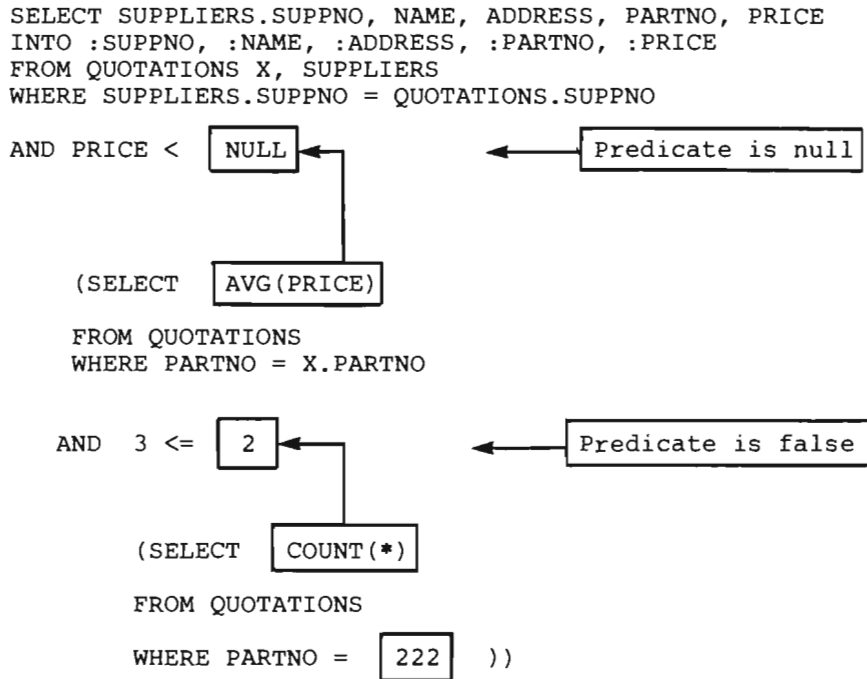 SELECT SUPPLIERS.SUPPNO, NAME, ADDRESS, PARTNO, PRICE
INTO :SUPPNO, :NAME, :ADDRESS, :PARTNO, :PRICE
FROM QUOTATIONS X, SUPPLIERS
WHERE SUPPLIERS.SUPPNO = QUOTATIONS.SUPPNO
AND PRICE < NULL Predicate is null
(SELECT AVG(PRICE)
FROM QUOTATIONS
WHERE PARTNO = X.PARTNO
AND 3 <= 2 Predicate is false
(SELECT COUNT(*)
FROM QUOTATIONS
WHERE PARTNO = 222 ))